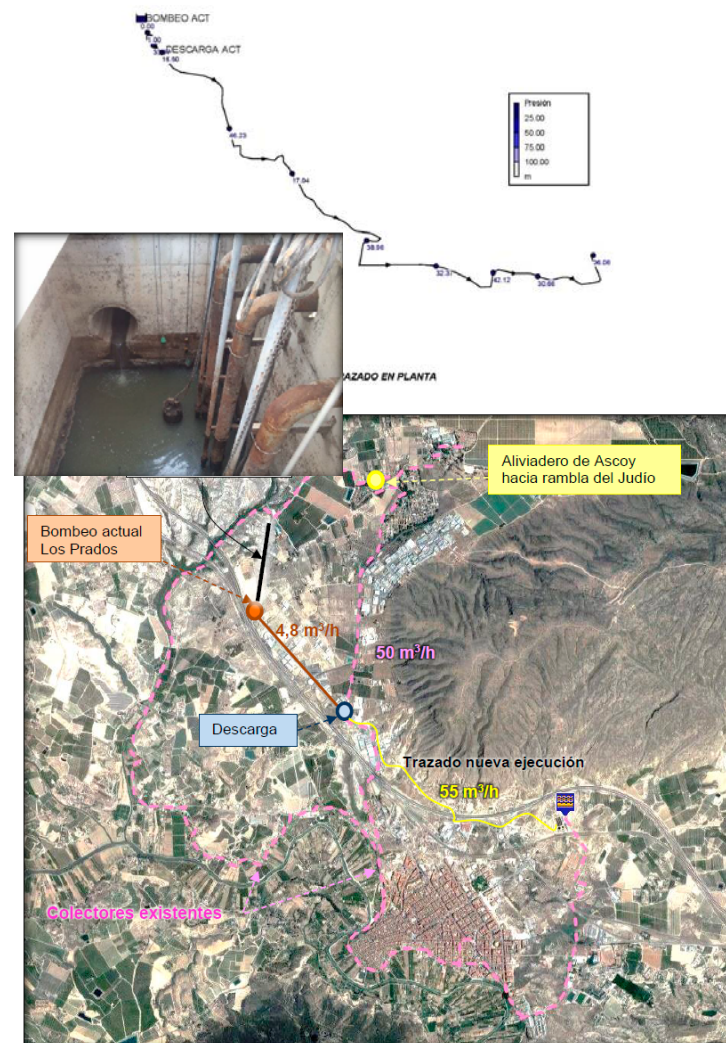 BOMBEO ACT
0.00
1.00
DESCARGA ACT
16.50
46.23
17.94
38.96
32.31
42.12
30.66
36.06
Presión
25.00
50.00
75.00
100.00
m
RAZADO EN PLANTA
Aliviadero de Ascoy
hacia rambla del Judío
Bombeo actual
Los Prados
4,8 m³/h
50 m³/h
Descarga
Trazado nueva ejecución
55 m³/h
Colectores existentes